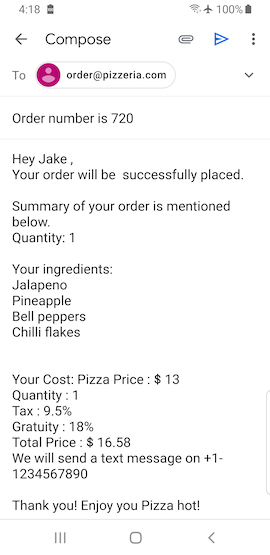 4:18 100%
Compose
To order@pizzeria.com
Order number is 720
Hey Jake ,
Your order will be  successfully placed.
Summary of your order is mentioned
below.
Quantity: 1
Your ingredients:
Jalapeno
Pineapple
Bell peppers
Chilli flakes
Your Cost: Pizza Price : $ 13
Quantity : 1
Tax : 9.5%
Gratuity : 18%
Total Price : $ 16.58
We will send a text message on +1-
1234567890
Thank you! Enjoy you Pizza hot!